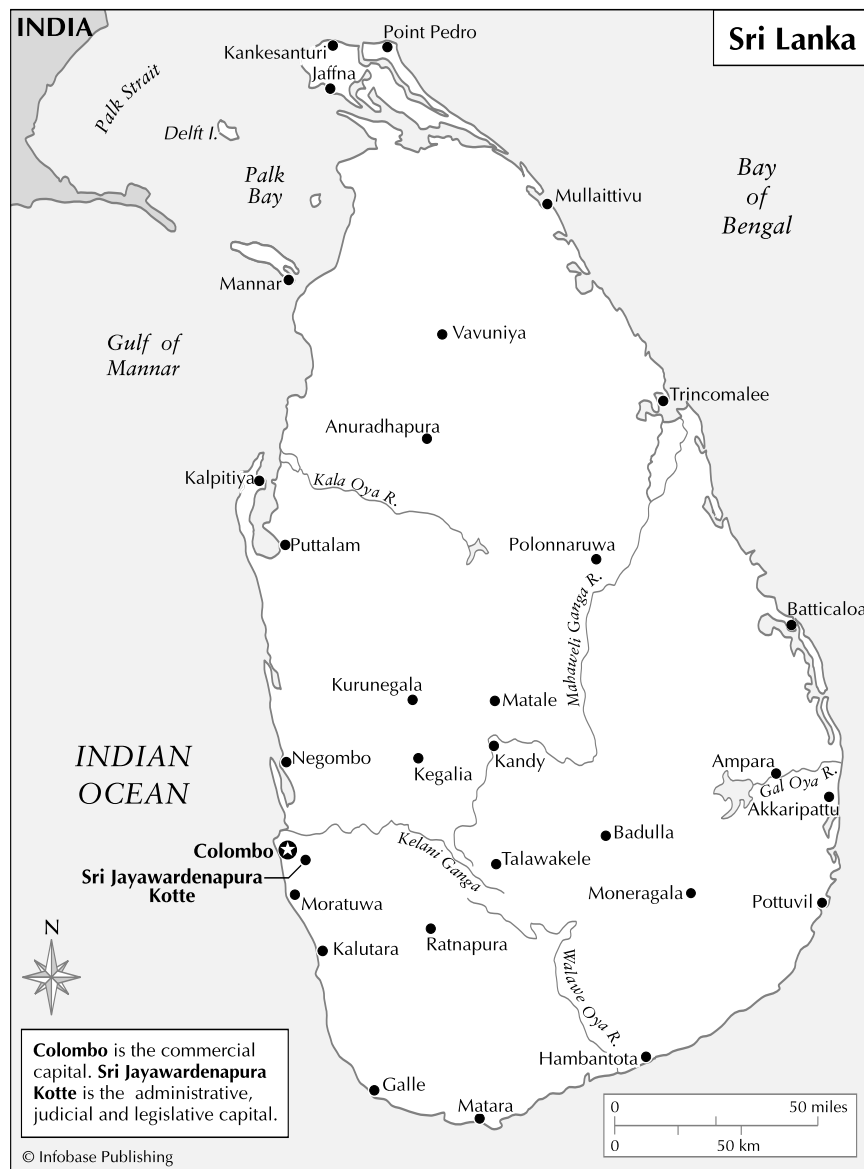 INDIA
Sri Lanka
Point Pedro
Kankesanturi
Jaffna
Palk Strait
Delft I.
Palk
Bay
Bay
of
Bengal
Mullaittivu
Mannar
Gulf of
Mannar
Vavuniya
Trincomalee
Anuradhapura
Kalpitiya
Kala Oya R.
Puttalam
Polonnaruwa
Mahaweli Ganga R.
Batticaloa
Kurunegala
Matale
INDIAN
OCEAN
Negombo
Kegalia
Kandy
Ampara
Gal Oya R.
Akkaripattu
Colombo
Sri Jayawardenapura
Kotte
Kelani Ganga
Talawakele
Badulla
Moneragala
Pottuvil
Moratuwa
Ratnapura
Kalutara
N
Walawe Oya R.
Hambantota
Galle
Matara
Colombo is the commercial
capital. Sri Jayawardenapura
Kotte is the administrative,
judicial and legislative capital.
0 50 miles
0 50 km
© Infobase Publishing